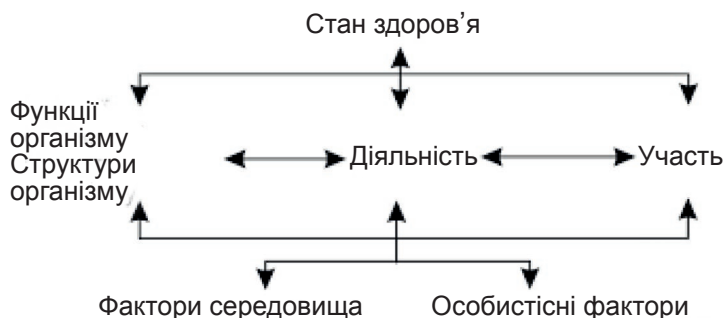 Стан здоров’я
Функції
організму
Структури
організму
Діяльність
Участь
Фактори середовища
Особистісні фактори